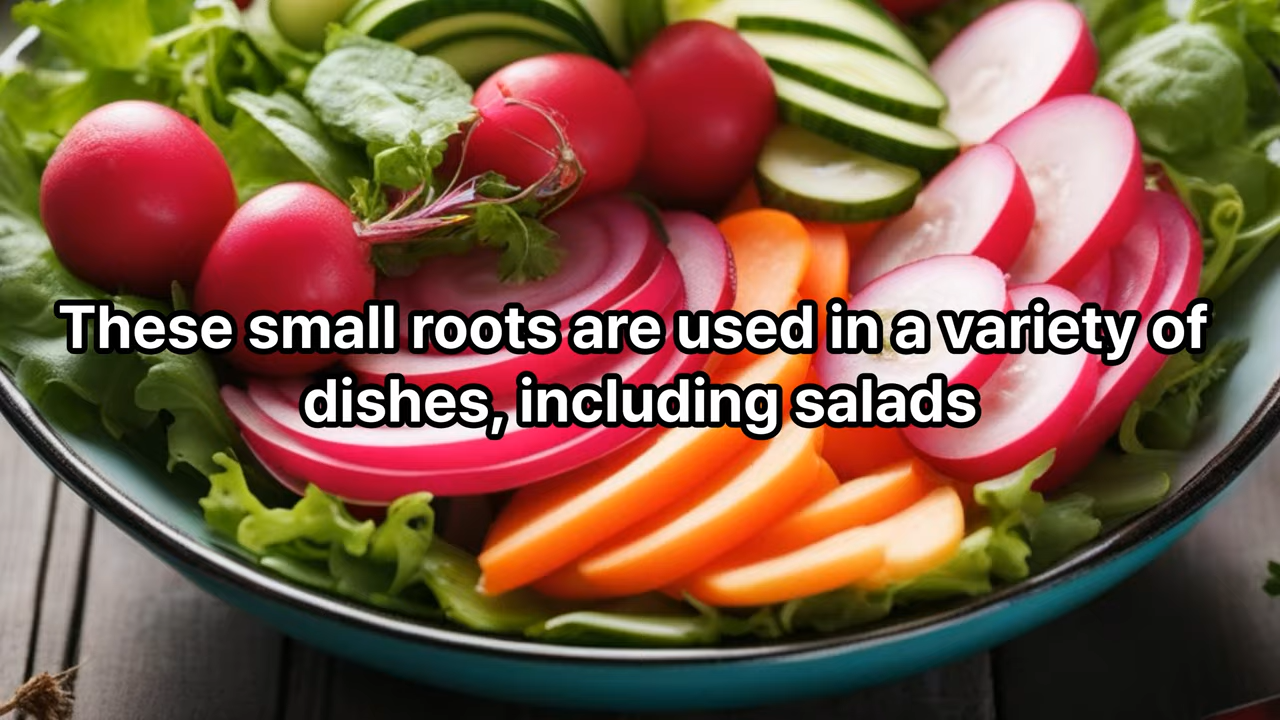 These small roots are used in a variety of
dishes, including salads